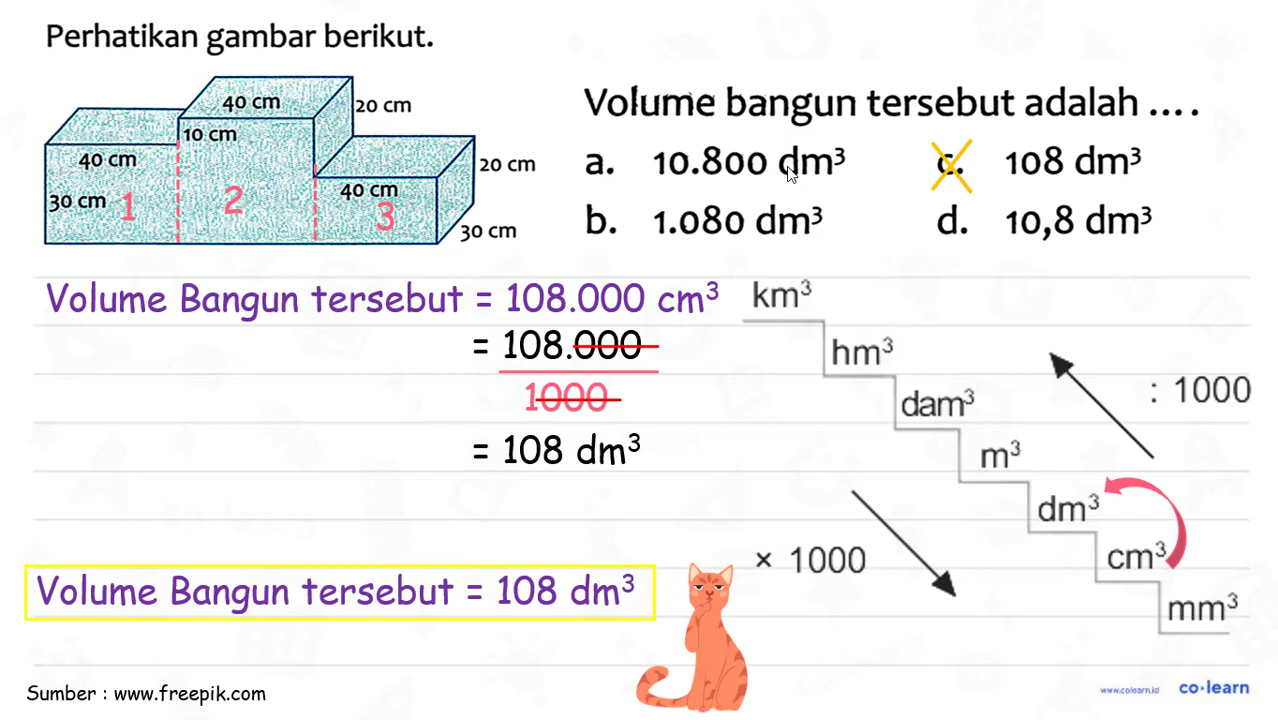 Perhatikan gambar berikut.
40 cm
20 cm
10 cm
40 cm
30 cm
1
2
3
40 cm
20 cm
30 cm
Volume bangun tersebut adalah ....
a. 10.800 dm³
c. 108 dm³
b. 1.080 dm³
d. 10,8 dm³
Volume Bangun tersebut = 108.000 cm³
= 108.000
1000
= 108 dm³
Volume Bangun tersebut = 108 dm³
km³
hm³
dam³
m³
dm³
cm³
mm³
: 1000
× 1000
Sumber : www.freepik.com
www.colearn.id
co·learn